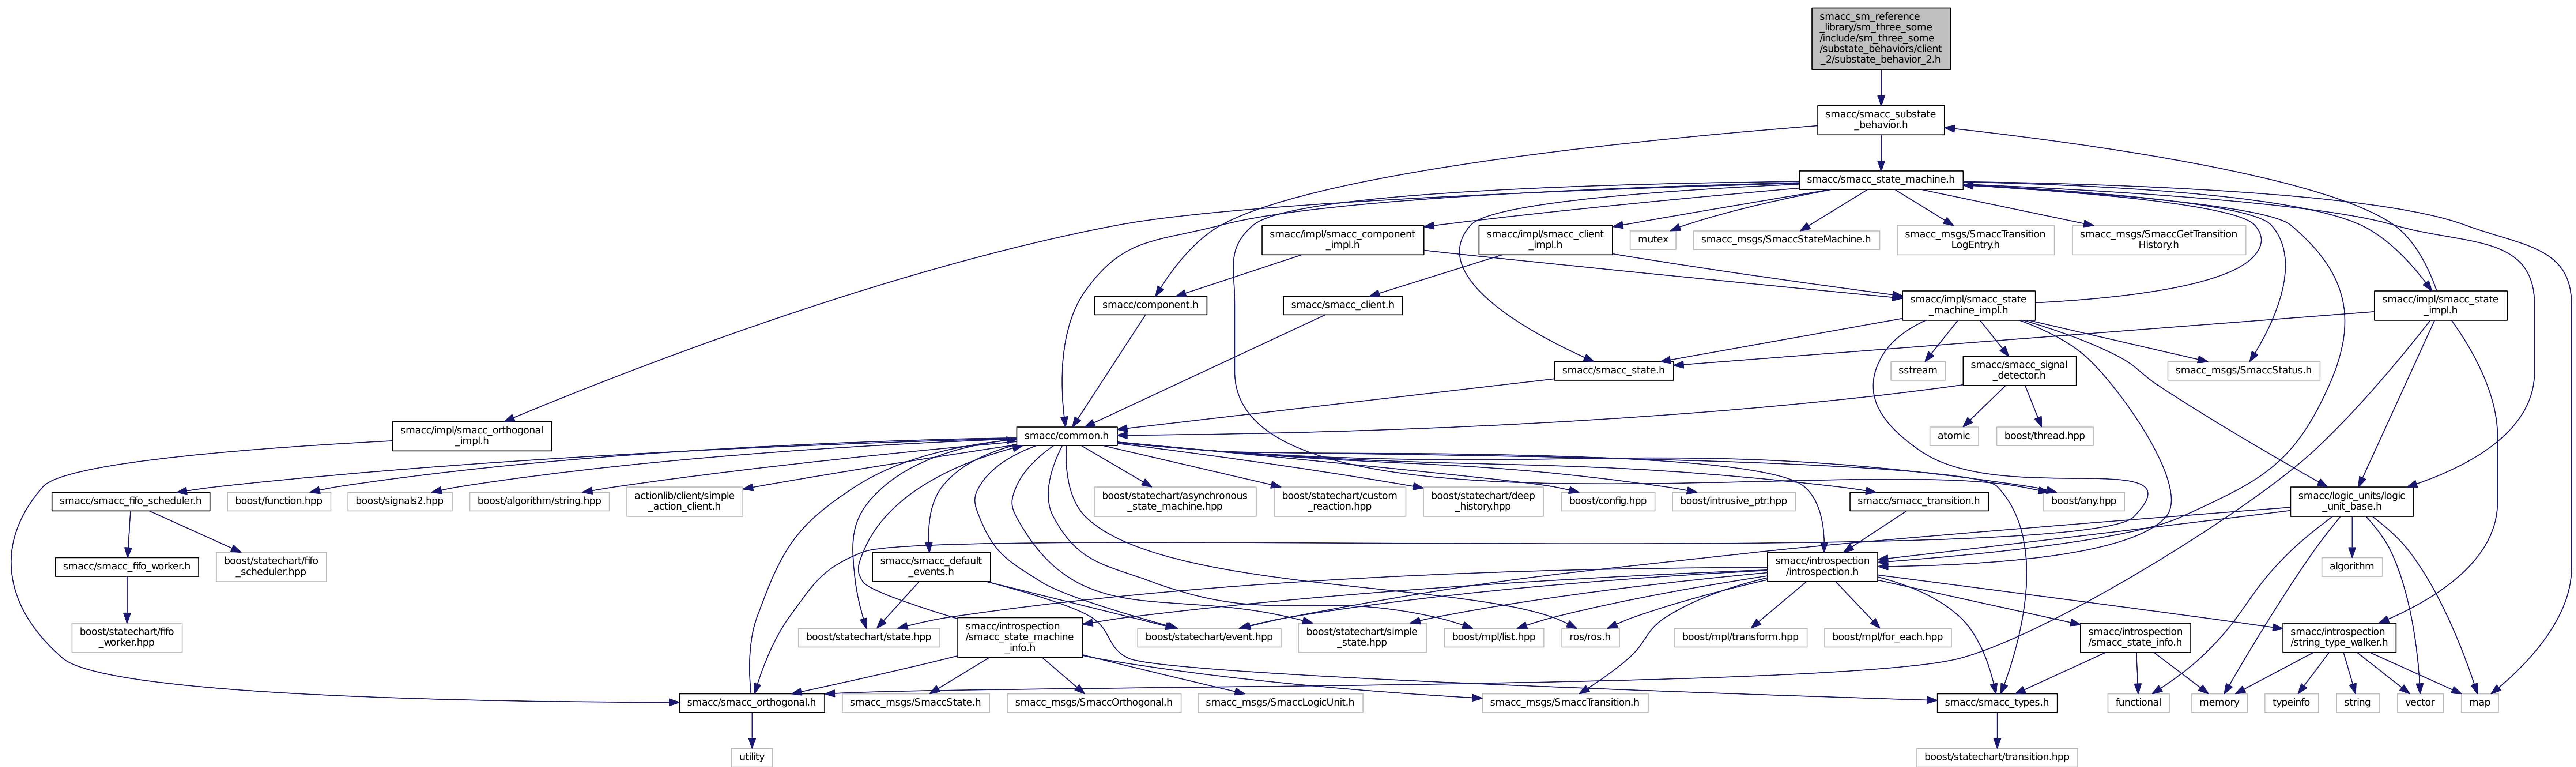 smacc_sm_reference
_library/sm_three_some
/include/sm_three_some
/substate_behaviors/client
_2/substate_behavior_2.h
smacc/smacc_substate
_behavior.h
smacc/smacc_state_machine.h
smacc/impl/smacc_component
_impl.h
smacc/impl/smacc_client
_impl.h
mutex
smacc_msgs/SmaccStateMachine.h
smacc_msgs/SmaccTransition
LogEntry.h
smacc_msgs/SmaccGetTransition
History.h
smacc/component.h
smacc/smacc_client.h
smacc/impl/smacc_state
_machine_impl.h
smacc/impl/smacc_state
_impl.h
smacc/smacc_state.h
sstream
smacc/smacc_signal
_detector.h
smacc_msgs/SmaccStatus.h
smacc/impl/smacc_orthogonal
_impl.h
smacc/common.h
atomic
boost/thread.hpp
smacc/smacc_fifo_scheduler.h
boost/function.hpp
boost/signals2.hpp
boost/algorithm/string.hpp
actionlib/client/simple
_action_client.h
boost/statechart/asynchronous
_state_machine.hpp
boost/statechart/custom
_reaction.hpp
boost/statechart/deep
_history.hpp
boost/config.hpp
boost/intrusive_ptr.hpp
smacc/smacc_transition.h
boost/any.hpp
smacc/logic_units/logic
_unit_base.h
smacc/smacc_fifo_worker.h
boost/statechart/fifo
_scheduler.hpp
smacc/smacc_default
_events.h
smacc/introspection
/introspection.h
algorithm
boost/statechart/fifo
_worker.hpp
boost/statechart/state.hpp
smacc/introspection
/smacc_state_machine
_info.h
boost/statechart/event.hpp
boost/statechart/simple
_state.hpp
boost/mpl/list.hpp
ros/ros.h
boost/mpl/transform.hpp
boost/mpl/for_each.hpp
smacc/introspection
/smacc_state_info.h
smacc/introspection
/string_type_walker.h
smacc/smacc_orthogonal.h
smacc_msgs/SmaccState.h
smacc_msgs/SmaccOrthogonal.h
smacc_msgs/SmaccLogicUnit.h
smacc_msgs/SmaccTransition.h
smacc/smacc_types.h
functional
memory
typeinfo
string
vector
map
utility
boost/statechart/transition.hpp